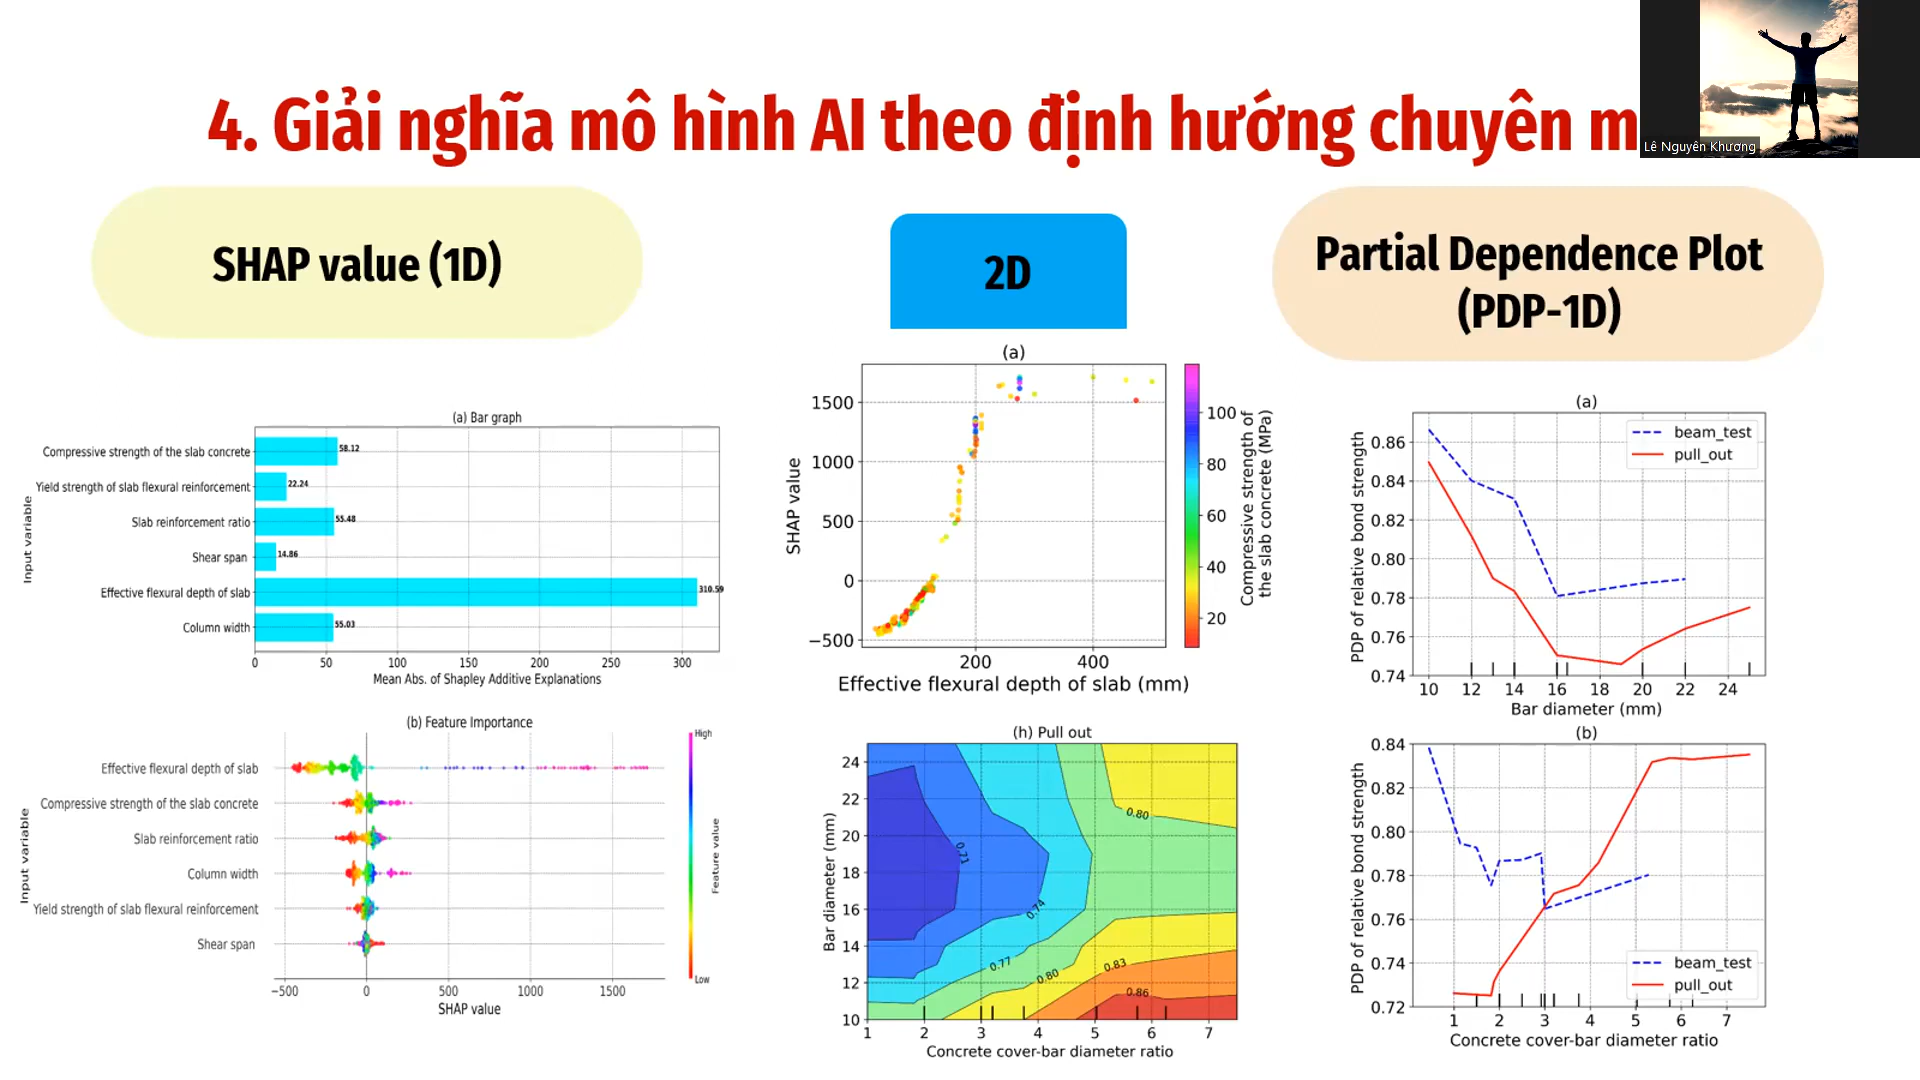 4. Giải nghĩa mô hình AI theo định hướng chuyên m
Lê Nguyên Khương
SHAP value (1D)
2D
Partial Dependence Plot
(PDP-1D)
(a) Bar graph
Input variable
Compressive strength of the slab concrete
58.12
Yield strength of slab flexural reinforcement
22.24
Slab reinforcement ratio
55.48
Shear span
14.86
Effective flexural depth of slab
310.59
Column width
55.03
0 50 100 150 200 250 300
Mean Abs. of Shapley Additive Explanations
(b) Feature Importance
Input variable
Effective flexural depth of slab
Compressive strength of the slab concrete
Slab reinforcement ratio
Column width
Yield strength of slab flexural reinforcement
Shear span
−500 0 500 1000 1500
SHAP value
High
Feature value
Low
(a)
SHAP value
1500
1000
500
0
−500
200 400
Effective flexural depth of slab (mm)
100
80
60
40
20
Compressive strength of
the slab concrete (MPa)
(h) Pull out
Bar diameter (mm)
24
22
20
18
16
14
12
10
0.71
0.74
0.77
0.80
0.80
0.83
0.86
1 2 3 4 5 6 7
Concrete cover-bar diameter ratio
(a)
PDP of relative bond strength
0.86
0.84
0.82
0.80
0.78
0.76
0.74
beam_test
pull_out
10 12 14 16 18 20 22 24
Bar diameter (mm)
(b)
PDP of relative bond strength
0.84
0.82
0.80
0.78
0.76
0.74
0.72
beam_test
pull_out
1 2 3 4 5 6 7
Concrete cover-bar diameter ratio